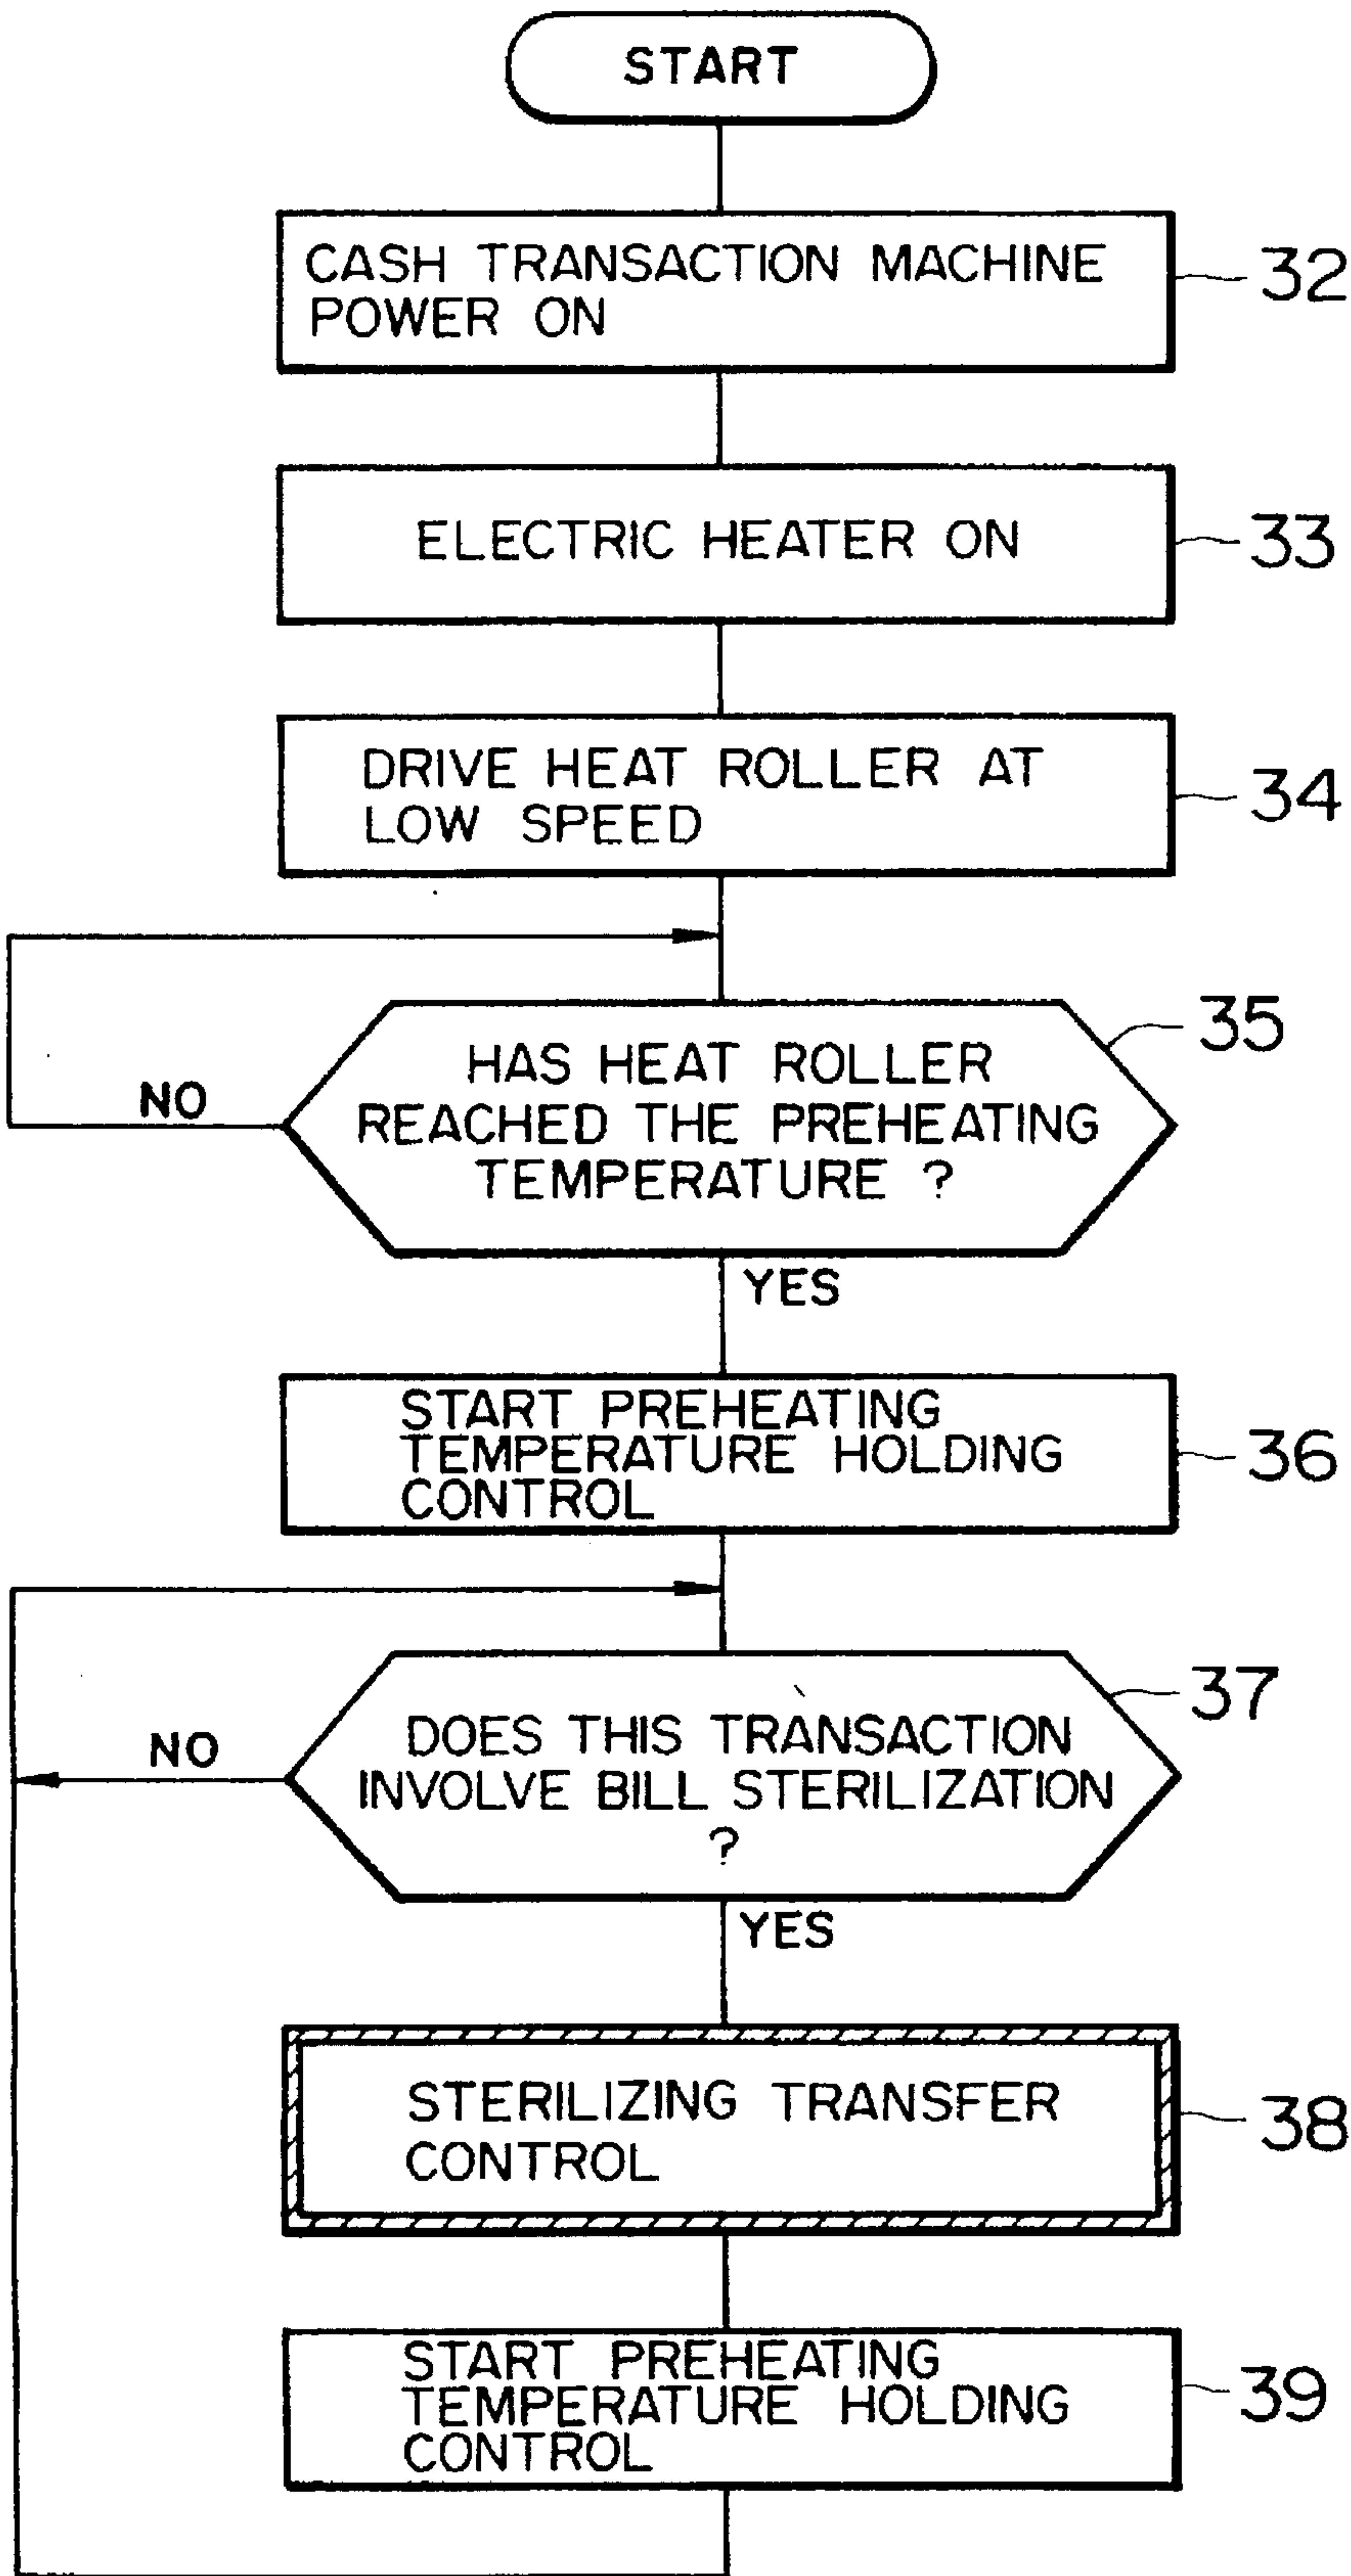 START
CASH TRANSACTION MACHINE
POWER ON
32
ELECTRIC HEATER ON
33
DRIVE HEAT ROLLER AT
LOW SPEED
34
35
HAS HEAT ROLLER
REACHED THE PREHEATING
TEMPERATURE ?
NO
YES
START PREHEATING
TEMPERATURE HOLDING
CONTROL
36
37
DOES THIS TRANSACTION
INVOLVE BILL STERILIZATION
?
NO
YES
STERILIZING TRANSFER
CONTROL
38
START PREHEATING
TEMPERATURE HOLDING
CONTROL
39